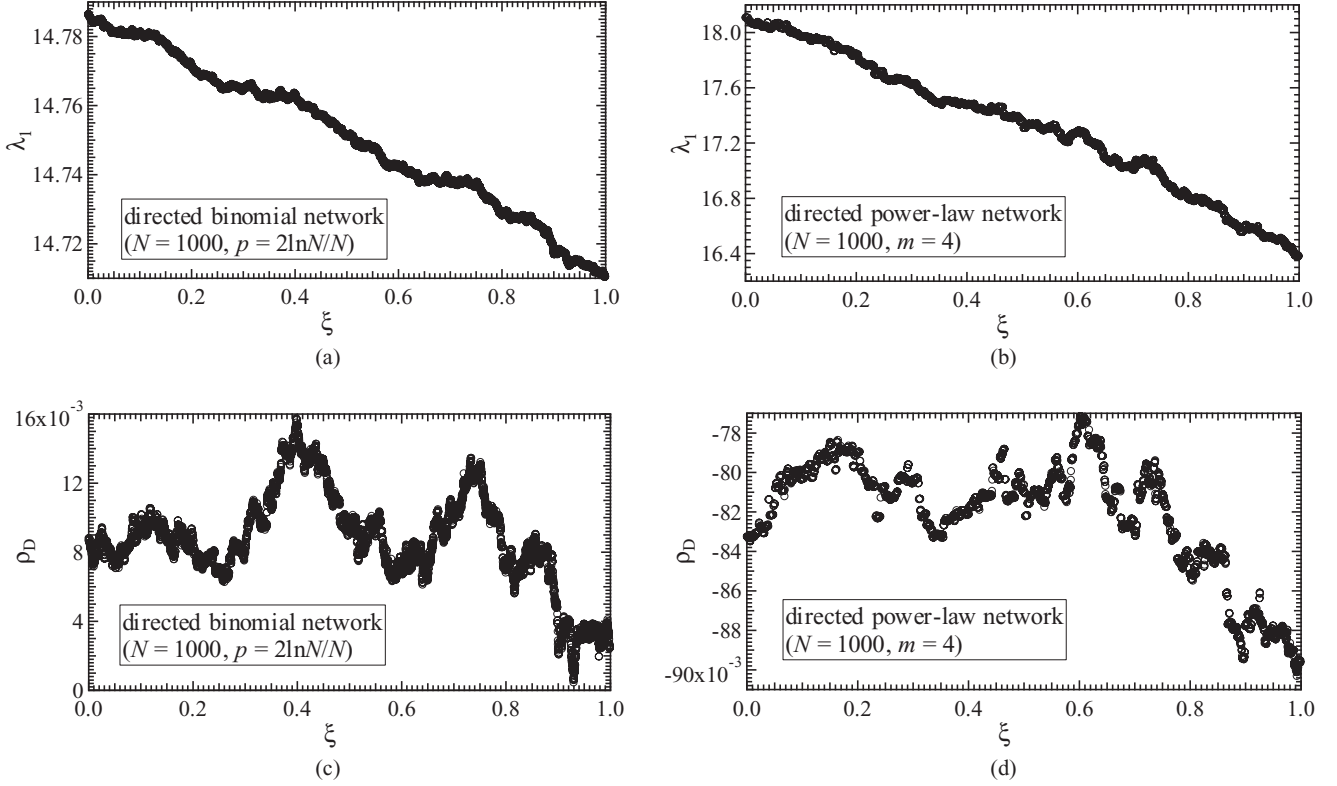 14.78
14.76
14.74
14.72
λ₁
directed binomial network
(N = 1000, p = 2lnN/N)
0.0 0.2 0.4 0.6 0.8 1.0
ξ
(a)
18.0
17.6
17.2
16.8
16.4
λ₁
directed power-law network
(N = 1000, m = 4)
0.0 0.2 0.4 0.6 0.8 1.0
ξ
(b)
16x10⁻³
12
8
4
0
ρ_D
directed binomial network
(N = 1000, p = 2lnN/N)
0.0 0.2 0.4 0.6 0.8 1.0
ξ
(c)
-78
-80
-82
-84
-86
-88
-90x10⁻³
ρ_D
directed power-law network
(N = 1000, m = 4)
0.0 0.2 0.4 0.6 0.8 1.0
ξ
(d)